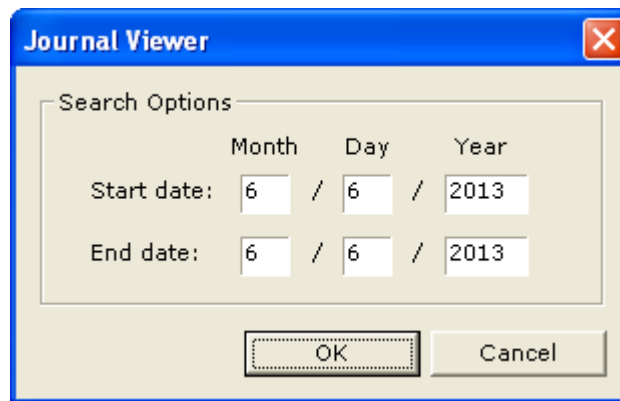 Journal Viewer
Search Options
Month Day Year
Start date: 6 / 6 / 2013
End date: 6 / 6 / 2013
OK Cancel